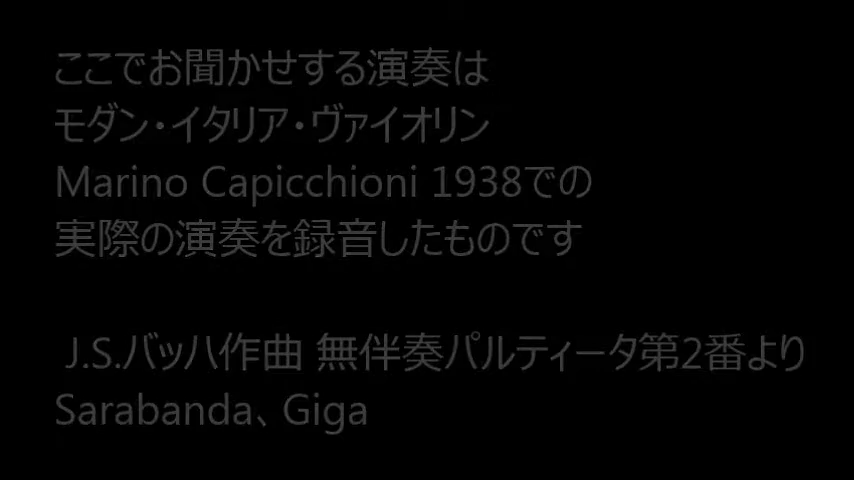 ここでお聞かせする演奏は
モダン・イタリア・ヴァイオリン
Marino Capicchioni 1938での
実際の演奏を録音したものです
J.S.バッハ作曲 無伴奏パルティータ第2番より
Sarabanda、Giga